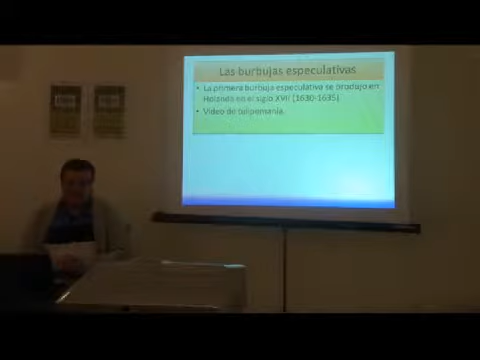 Las burbujas especulativas
• La primera burbuja especulativa se produjo en
Holanda en el siglo XVII (1630-1635)
• Video de tulipomanía.